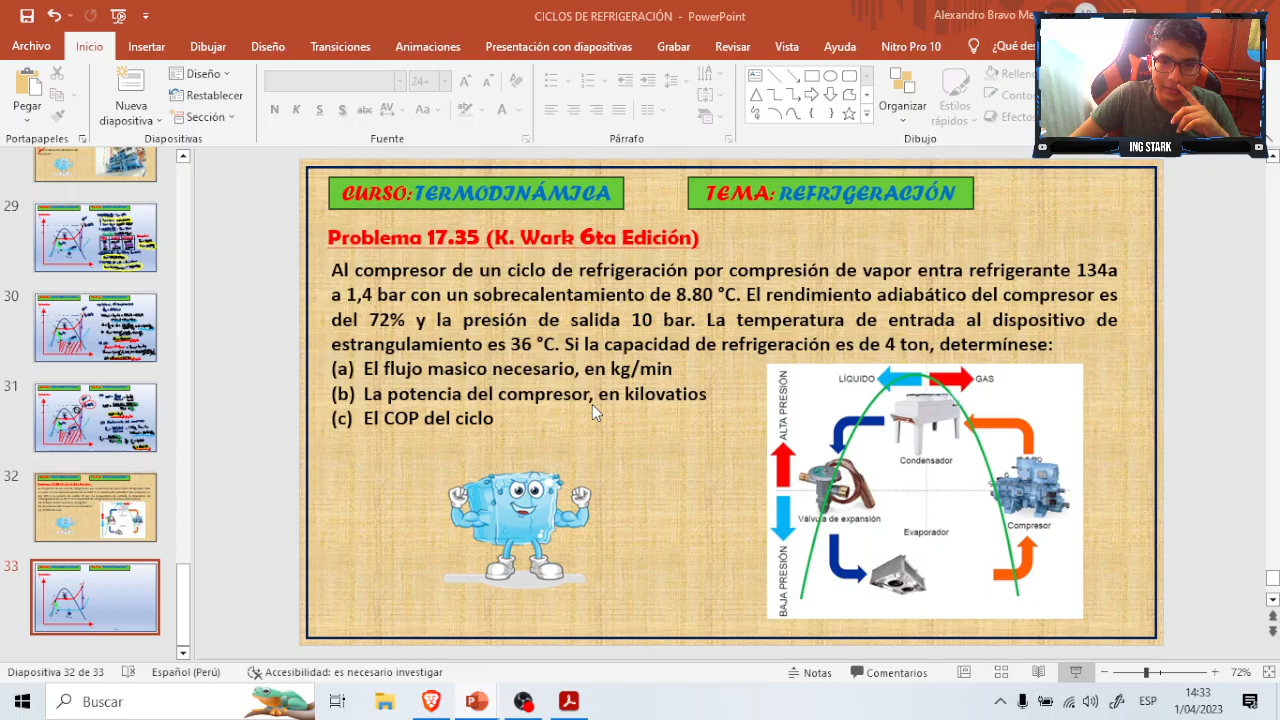 CICLOS DE REFRIGERACIÓN - PowerPoint
Alexandro Bravo Me
Archivo
Inicio
Insertar
Dibujar
Diseño
Transiciones
Animaciones
Presentación con diapositivas
Grabar
Revisar
Vista
Ayuda
Nitro Pro 10
¿Qué des
Pegar
Nueva
diapositiva
Diseño
Restablecer
Sección
24+
N K S S abc AV Aa A
Organizar
Estilos
rápidos
Rellen
Conto
Efecto
Portapapeles
Diapositivas
Fuente
Párrafo
Dibujo
ING STARK
29
30
31
32
33
CURSO: TERMODINÁMICA
TEMA: REFRIGERACIÓN
Problema 17.35 (K. Wark 6ta Edición)
Al compresor de un ciclo de refrigeración por compresión de vapor entra refrigerante 134a
a 1,4 bar con un sobrecalentamiento de 8.80 °C. El rendimiento adiabático del compresor es
del 72% y la presión de salida 10 bar. La temperatura de entrada al dispositivo de
estrangulamiento es 36 °C. Si la capacidad de refrigeración es de 4 ton, determínese:
(a) El flujo masico necesario, en kg/min
(b) La potencia del compresor, en kilovatios
(c) El COP del ciclo
LÍQUIDO
GAS
ALTA PRESIÓN
Condensador
Válvula de expansión
Compresor
Evaporador
BAJA PRESIÓN
Diapositiva 32 de 33
Español (Perú)
Accesibilidad: es necesario investigar
Notas
Comentarios
72%
Buscar
ESP
14:33
1/04/2023